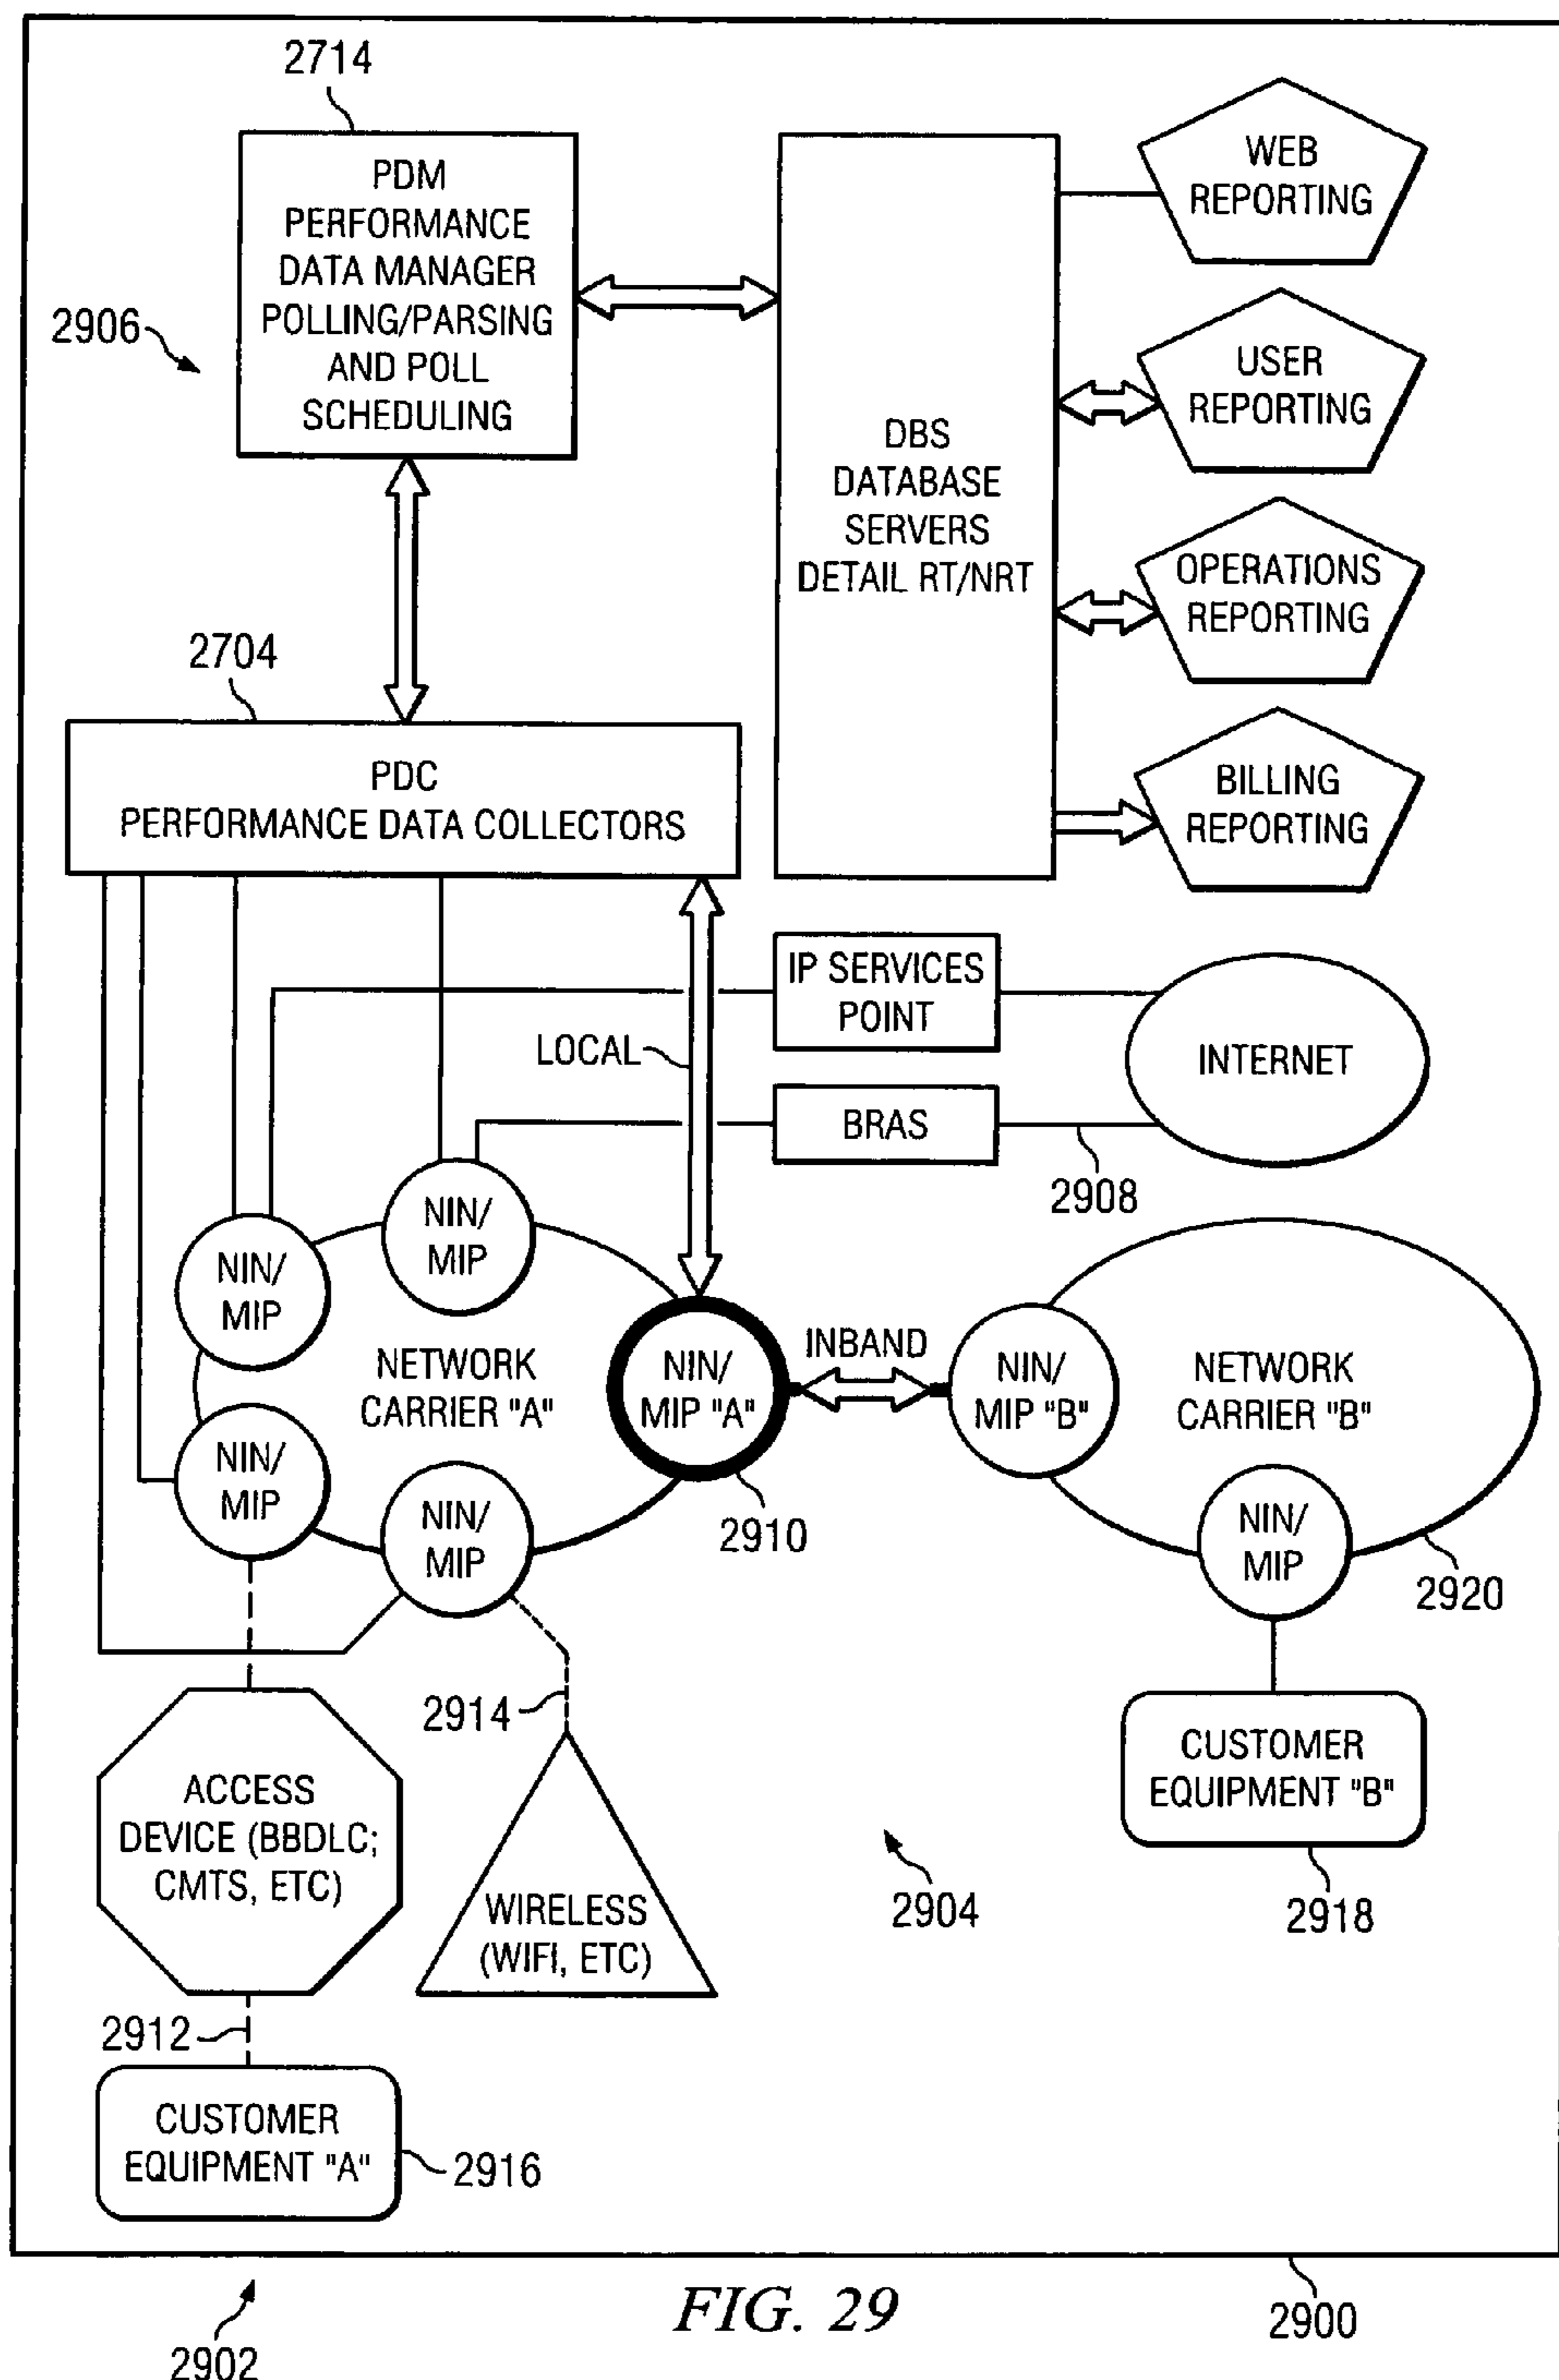 2714
PDM
PERFORMANCE
DATA MANAGER
POLLING/PARSING
AND POLL
SCHEDULING
2906
DBS
DATABASE
SERVERS
DETAIL RT/NRT
WEB
REPORTING
USER
REPORTING
OPERATIONS
REPORTING
BILLING
REPORTING
2704
PDC
PERFORMANCE DATA COLLECTORS
IP SERVICES
POINT
LOCAL
INTERNET
BRAS
2908
NIN/
MIP
NIN/
MIP
NIN/
MIP
NIN/
MIP
NETWORK
CARRIER "A"
NIN/
MIP "A"
2910
INBAND
NIN/
MIP "B"
NETWORK
CARRIER "B"
NIN/
MIP
2920
2914
ACCESS
DEVICE (BBDLC;
CMTS, ETC)
WIRELESS
(WIFI, ETC)
2904
CUSTOMER
EQUIPMENT "B"
2918
2912
CUSTOMER
EQUIPMENT "A"
2916
2902
FIG. 29
2900